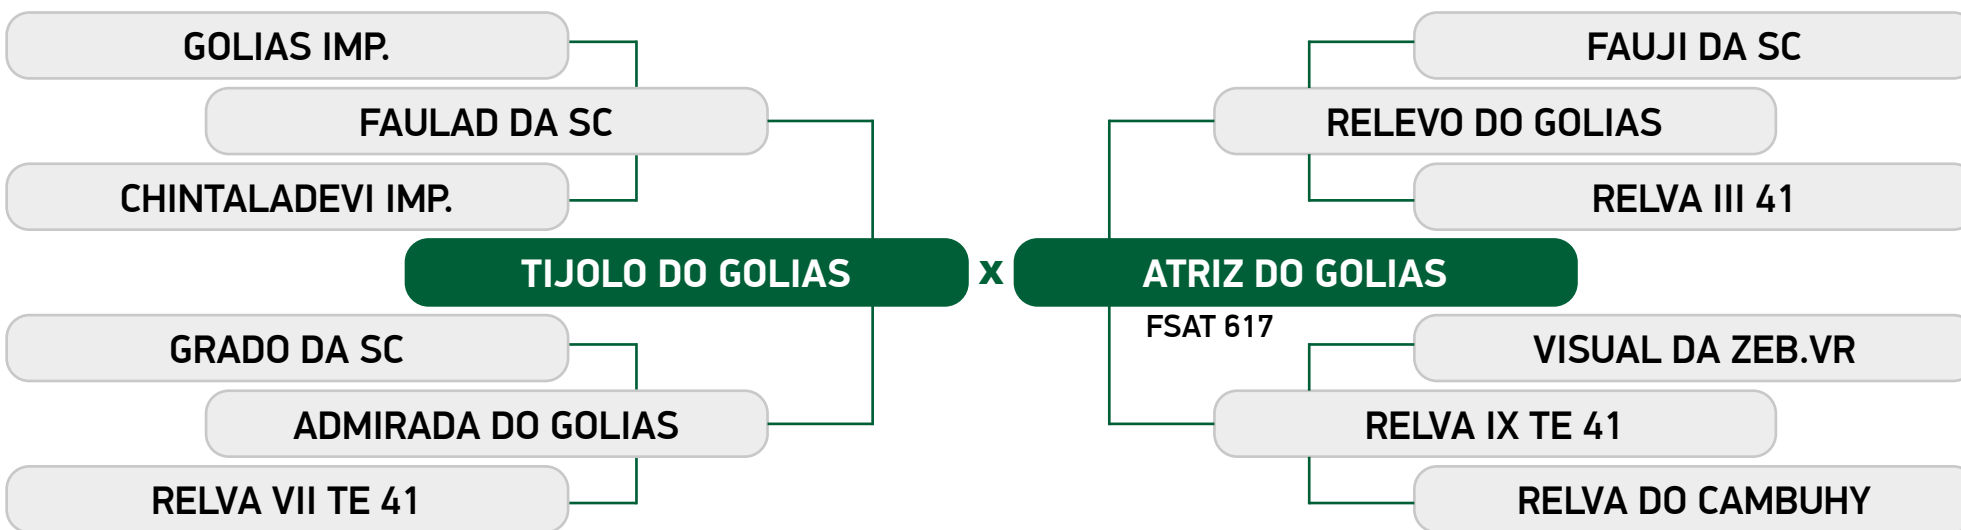 GOLIAS IMP.
FAULAD DA SC
CHINTALADEVI IMP.
TIJOLO DO GOLIAS
GRADO DA SC
ADMIRADA DO GOLIAS
RELVA VII TE 41
x
FAUJI DA SC
RELEVO DO GOLIAS
RELVA III 41
ATRIZ DO GOLIAS
FSAT 617
VISUAL DA ZEB.VR
RELVA IX TE 41
RELVA DO CAMBUHY